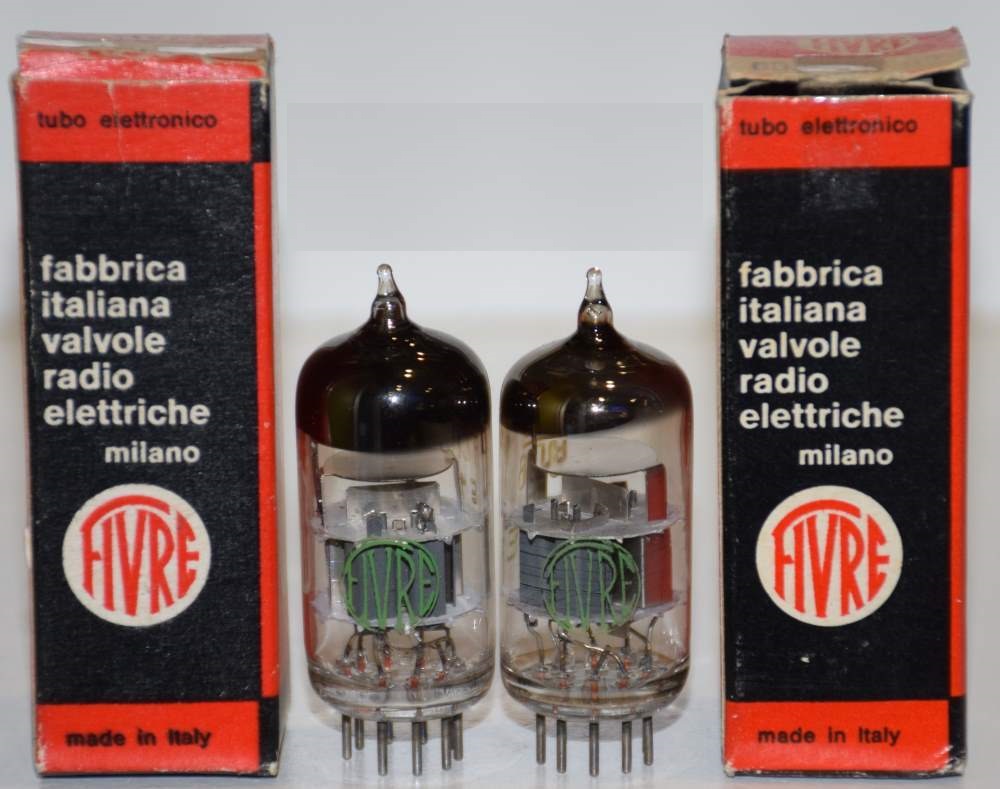 tubo elettronico
fabbrica
italiana
valvole
radio
elettriche
milano
FIVRE
made in Italy
FIVRE
FIVRE
FIVRE
tubo elettronico
fabbrica
italiana
valvole
radio
elettriche
milano
FIVRE
made in Italy